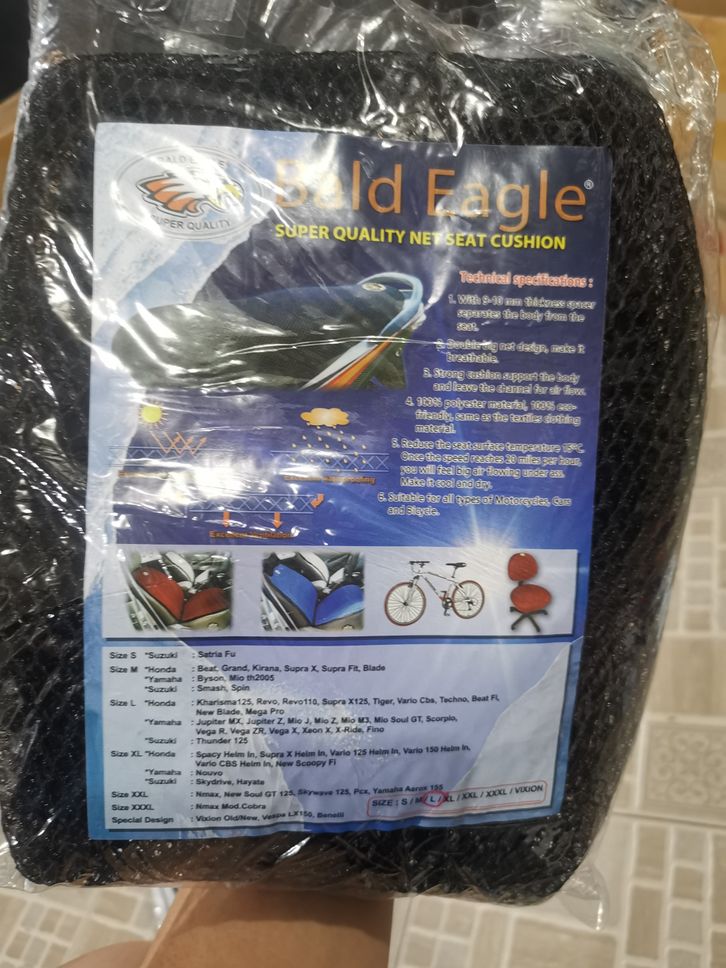 BALD EAGLE
SUPER QUALITY
Bald Eagle®
SUPER QUALITY NET SEAT CUSHION
Technical specifications :
1. With 9-10 mm thickness spacer
separates the body from the
seat.
2. Double big net design, make it
breathable.
3. Strong cushion support the body
and leave the channel for air flow.
4. 100% polyester material, 100% eco-
friendly, same as the textiles clothing
material.
5. Reduce the seat surface temperature 15°C.
Once the speed reaches 20 miles per hour,
you will feel big air flowing under ass.
Make it cool and dry.
6. Suitable for all types of Motorcycles, Cars
and Bicycle.
Excellent
Size S *Suzuki : Satria Fu
Size M *Honda : Beat, Grand, Kirana, Supra X, Supra Fit, Blade
*Yamaha : Byson, Mio th2005
*Suzuki : Smash, Spin
Size L *Honda : Kharisma125, Revo, Revo110, Supra X125, Tiger, Vario Cbs, Techno, Beat FI,
New Blade, Mega Pro
*Yamaha : Jupiter MX, Jupiter Z, Mio J, Mio Z, Mio M3, Mio Soul GT, Scorpio,
Vega R, Vega ZR, Vega X, Xeon X, X-Ride, Fino
*Suzuki : Thunder 125
Size XL *Honda : Spacy Helm In, Supra X Helm In, Vario 125 Helm In, Vario 150 Helm In,
Vario CBS Helm In, New Scoopy Fi
*Yamaha : Nouvo
*Suzuki : Skydrive, Hayate
Size XXL : Nmax, New Soul GT 125, Skywave 125, Pcx, Yamaha Aerox 155
Size XXXL : Nmax Mod.Cobra
Special Design : Vixion Old/New, Vespa LX150, Benelli
SIZE : S / M / L / XL / XXL / XXXL / VIXION